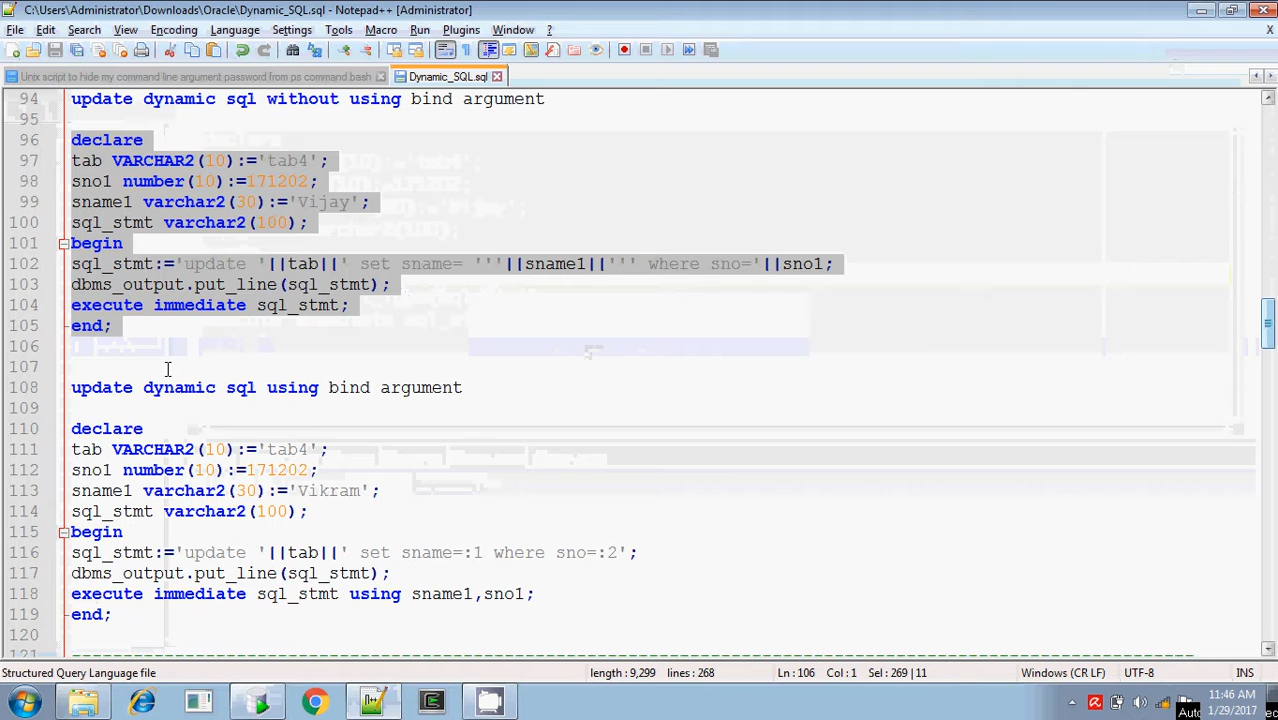 C:\Users\Administrator\Downloads\Oracle\Dynamic_SQL.sql - Notepad++ [Administrator]
File Edit Search View Encoding Language Settings Tools Macro Run Plugins Window ? X
Unix script to hide my command line argument password from ps command bash Dynamic_SQL.sql
94 update dynamic sql without using bind argument
95
96 declare
97 tab VARCHAR2(10):='tab4';
98 sno1 number(10):=171202;
99 sname1 varchar2(30):='Vijay';
100 sql_stmt varchar2(100);
101 begin
102 sql_stmt:='update '||tab||' set sname= '''||sname1||''' where sno='||sno1;
103 dbms_output.put_line(sql_stmt);
104 execute immediate sql_stmt;
105 end;
106
107
108 update dynamic sql using bind argument
109
110 declare
111 tab VARCHAR2(10):='tab4';
112 sno1 number(10):=171202;
113 sname1 varchar2(30):='Vikram';
114 sql_stmt varchar2(100);
115 begin
116 sql_stmt:='update '||tab||' set sname=:1 where sno=:2';
117 dbms_output.put_line(sql_stmt);
118 execute immediate sql_stmt using sname1,sno1;
119 end;
120
121
Structured Query Language file length : 9,299 lines : 268 Ln : 106 Col : 1 Sel : 269 | 11 Windows (CR LF) UTF-8 INS
11:46 AM
1/29/2017